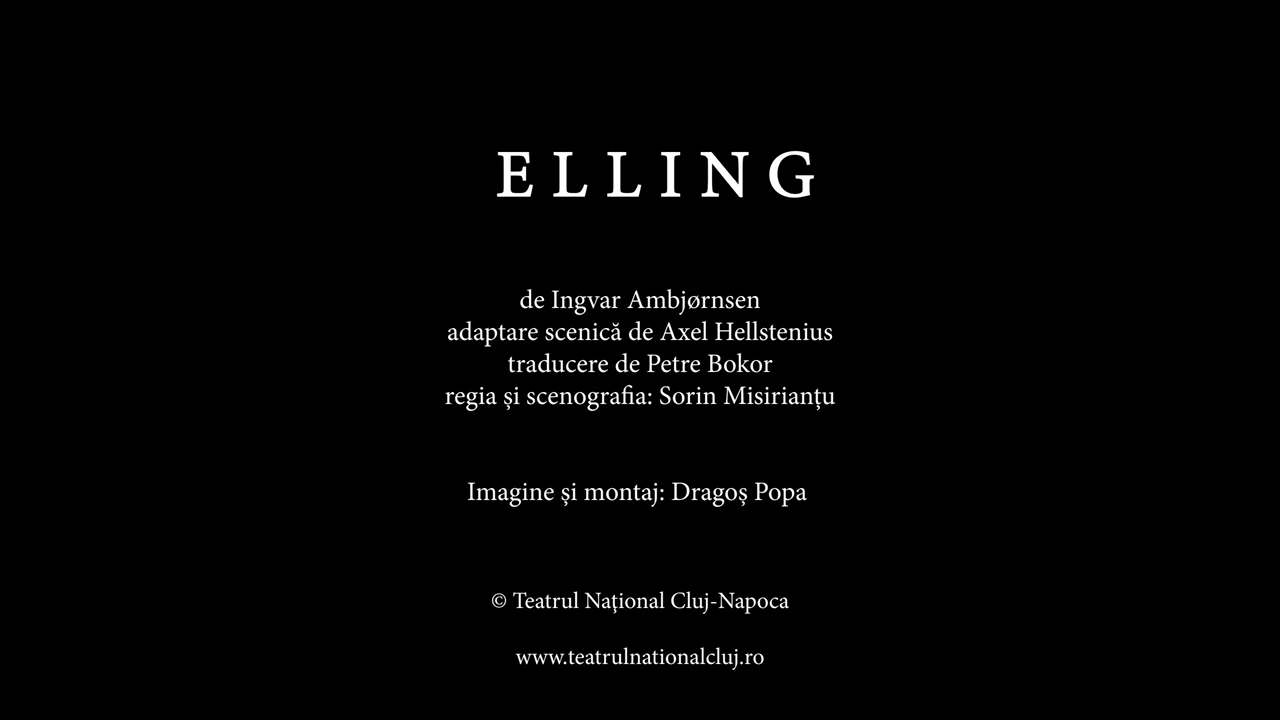 ELLING
de Ingvar Ambjørnsen
adaptare scenică de Axel Hellstenius
traducere de Petre Bokor
regia și scenografia: Sorin Misirianțu
Imagine și montaj: Dragoș Popa
© Teatrul Naţional Cluj-Napoca
www.teatrulnationalcluj.ro